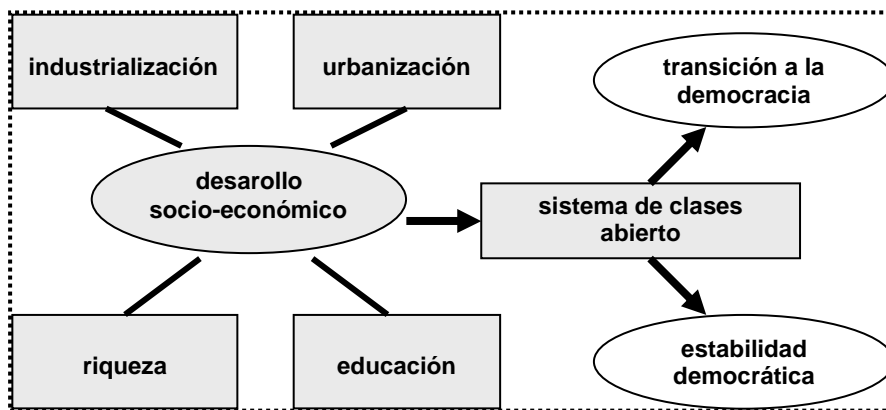 industrialización
urbanización
transición a la
democracia
desarollo
socio-económico
sistema de clases
abierto
riqueza
educación
estabilidad
democrática